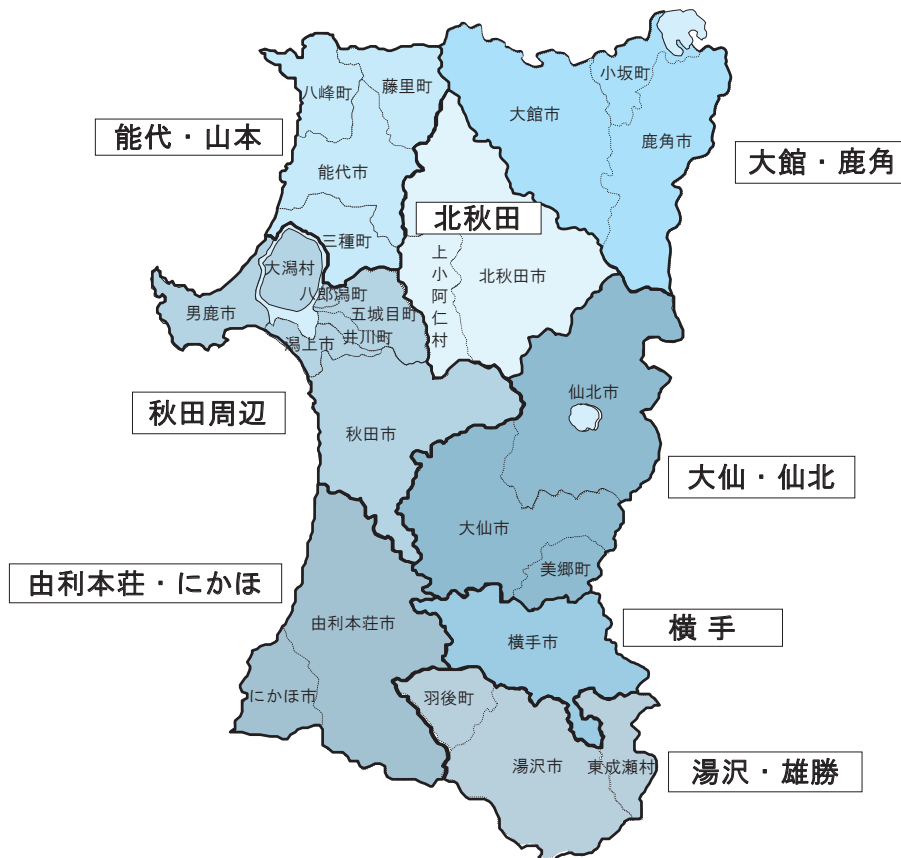 小坂町
藤里町
八峰町
大館市
能代・山本
鹿角市
大館・鹿角
能代市
北秋田
三種町
大潟村
上小阿仁村
北秋田市
八郎潟町
男鹿市
五城目町
井川町
潟上市
仙北市
秋田周辺
秋田市
大仙・仙北
大仙市
美郷町
由利本荘・にかほ
由利本荘市
横手
横手市
にかほ市
羽後町
湯沢市
東成瀬村
湯沢・雄勝